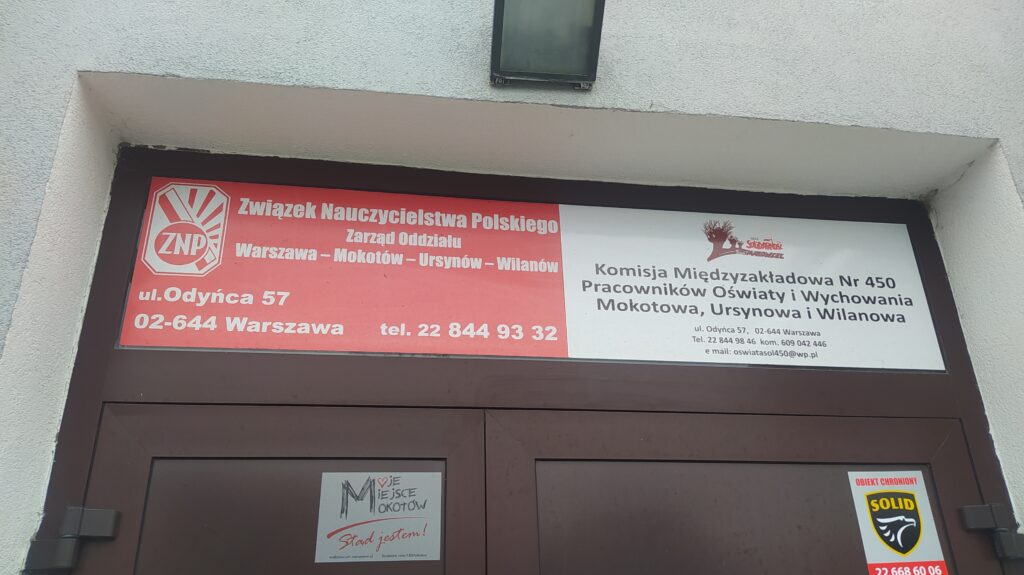 ZNP
Związek Nauczycielstwa Polskiego
Zarząd Oddziału
Warszawa – Mokotów – Ursynów – Wilanów
ul.Odyńca 57
02-644 Warszawa tel. 22 844 93 32
Solidarność
Komisja Międzyzakładowa Nr 450
Pracowników Oświaty i Wychowania
Mokotowa, Ursynowa i Wilanowa
ul. Odyńca 57, 02-644 Warszawa
Tel. 22 844 98 46 kom. 609 042 446
e mail: oswiatasol450@wp.pl
Moje
Miejsce
Mokotów
Stąd jestem!
OBIEKT CHRONIONY
SOLID
22 668 60 06